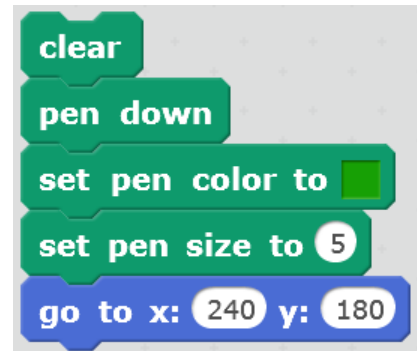 clear
pen down
set pen color to
set pen size to 5
go to x: 240 y: 180